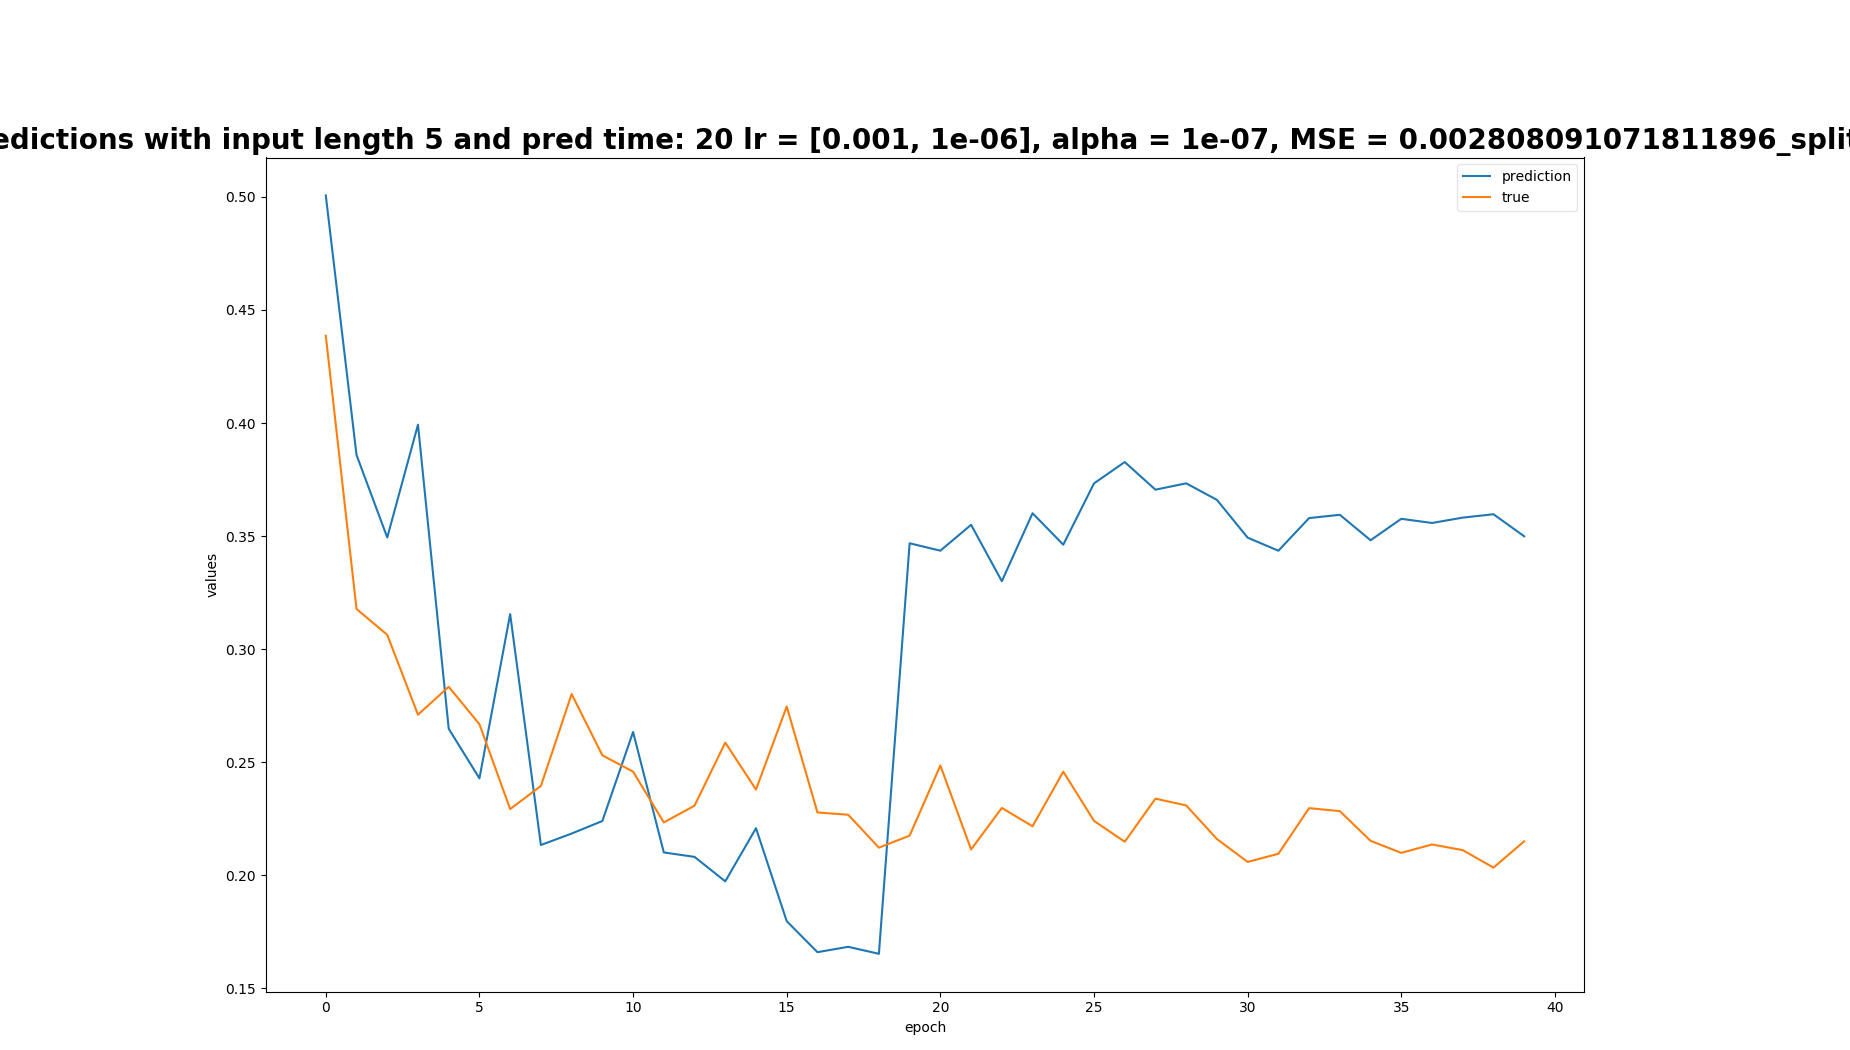 edictions with input length 5 and pred time: 20 lr = [0.001, 1e-06], alpha = 1e-07, MSE = 0.002808091071811896_split
prediction
true
0.50
0.45
0.40
0.35
0.30
0.25
0.20
0.15
values
0 5 10 15 20 25 30 35 40
epoch